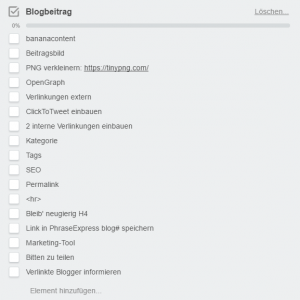 Blogbeitrag Löschen...
0%
bananacontent
Beitragsbild
PNG verkleinern: https://tinypng.com/
OpenGraph
Verlinkungen extern
ClickToTweet einbauen
2 interne Verlinkungen einbauen
Kategorie
Tags
SEO
Permalink
<hr>
Bleib' neugierig H4
Link in PhraseExpress blog# speichern
Marketing-Tool
Bitten zu teilen
Verlinkte Blogger informieren
Element hinzufügen...